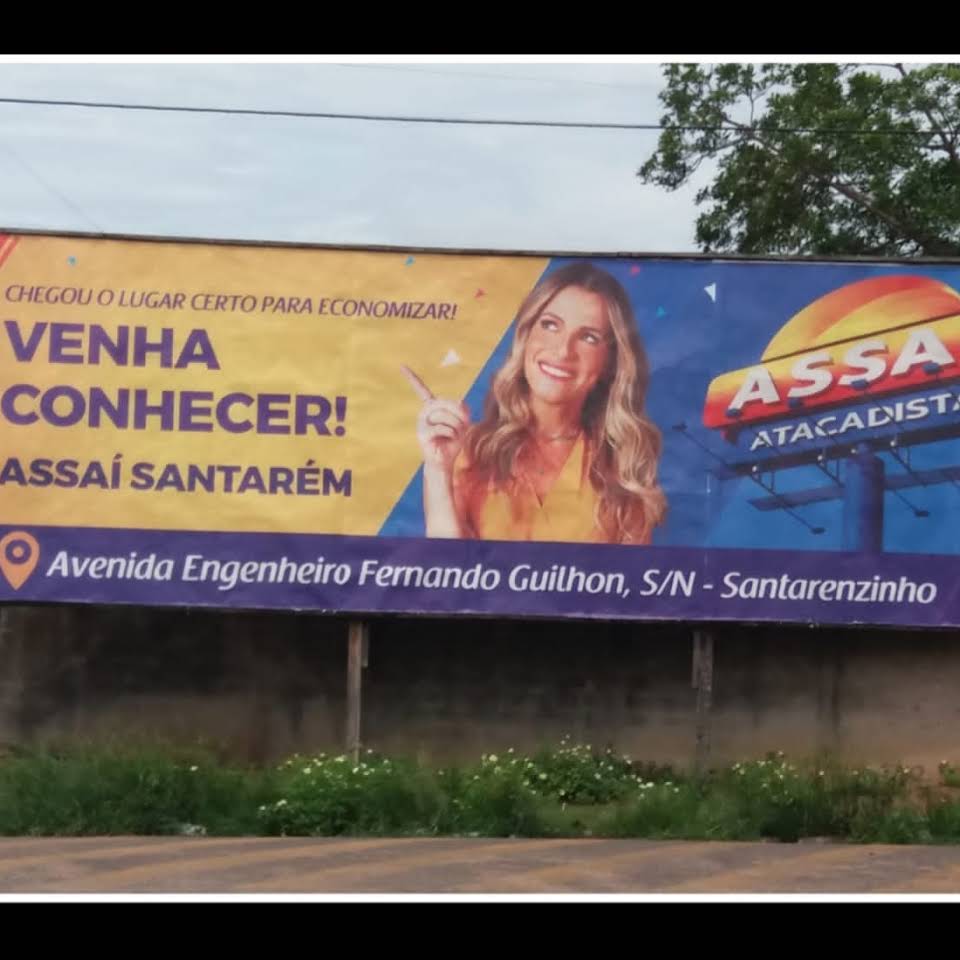 CHEGOU O LUGAR CERTO PARA ECONOMIZAR!
VENHA
CONHECER!
ASSAÍ SANTARÉM
ASSA
ATACADISTA
Avenida Engenheiro Fernando Guilhon, S/N - Santarenzinho